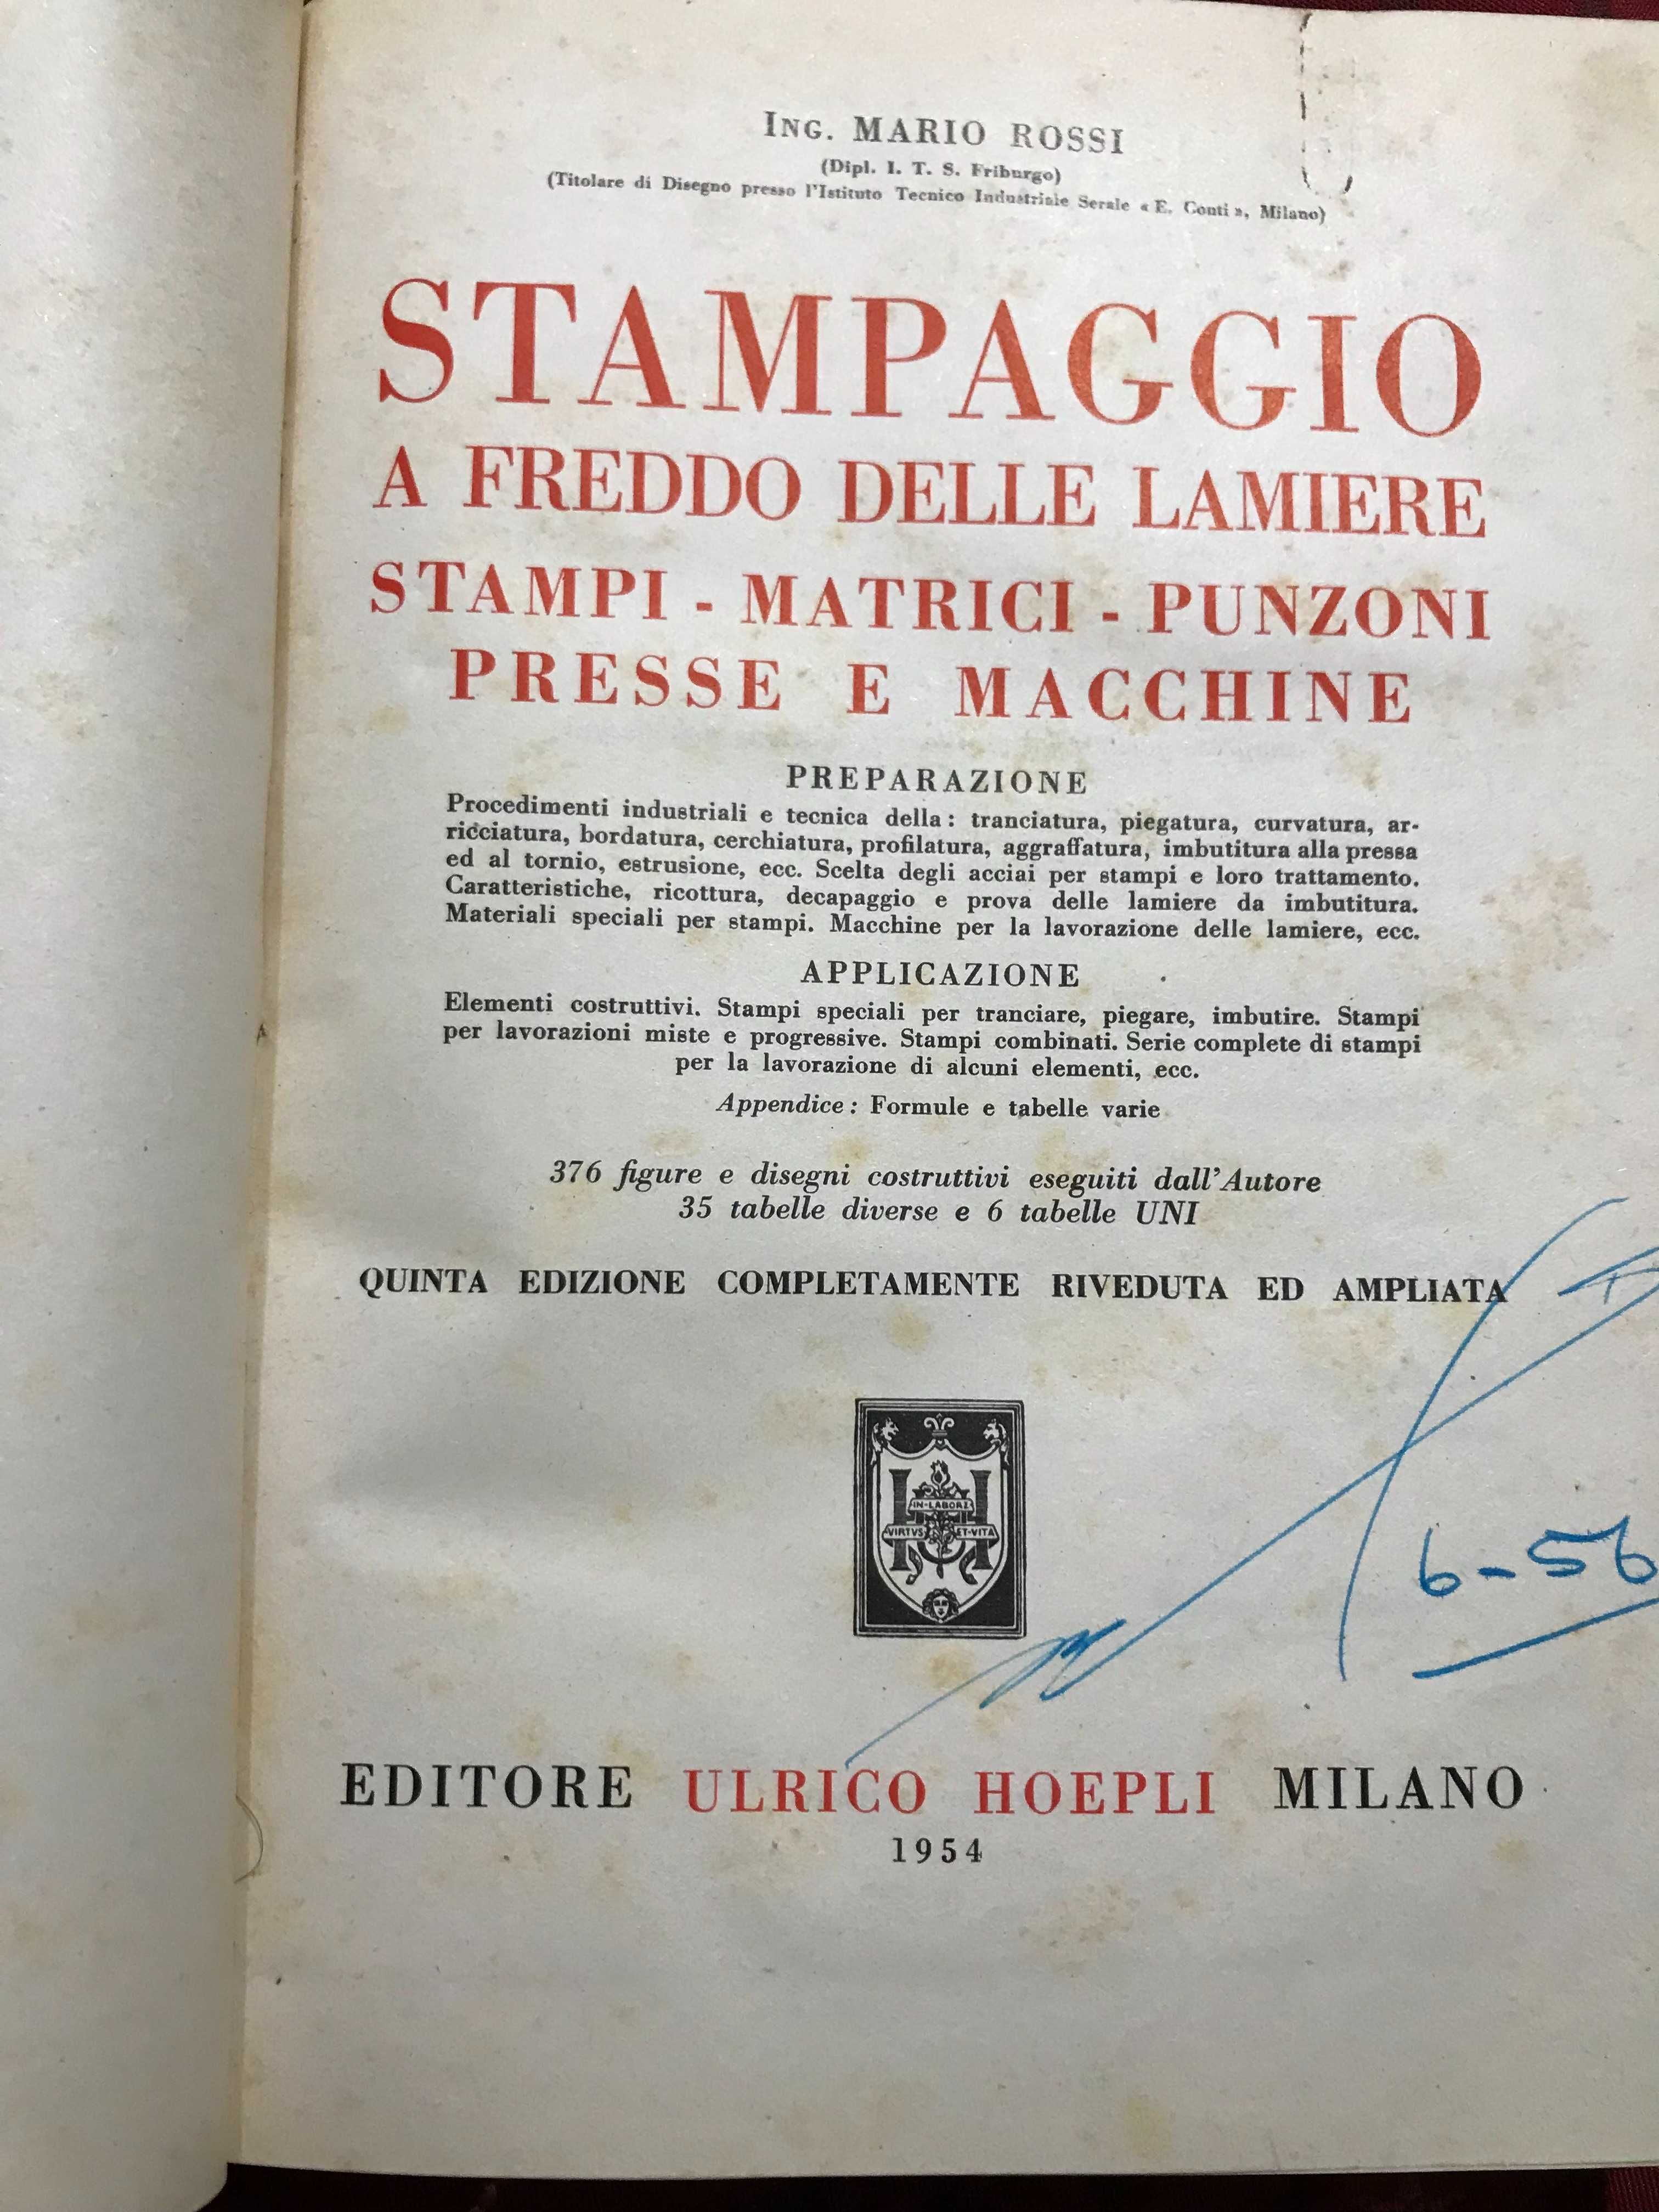 ING. MARIO ROSSI
(Dipl. I. T. S. Friburgo)
(Titolare di Disegno presso l'Istituto Tecnico Industriale Serale « E. Conti », Milano)
STAMPAGGIO
A FREDDO DELLE LAMIERE
STAMPI - MATRICI - PUNZONI
PRESSE E MACCHINE
PREPARAZIONE
Procedimenti industriali e tecnica della: tranciatura, piegatura, curvatura, ar-
ricciatura, bordatura, cerchiatura, profilatura, aggraffatura, imbutitura alla pressa
ed al tornio, estrusione, ecc. Scelta degli acciai per stampi e loro trattamento.
Caratteristiche, ricottura, decapaggio e prova delle lamiere da imbutitura.
Materiali speciali per stampi. Macchine per la lavorazione delle lamiere, ecc.
APPLICAZIONE
Elementi costruttivi. Stampi speciali per tranciare, piegare, imbutire. Stampi
per lavorazioni miste e progressive. Stampi combinati. Serie complete di stampi
per la lavorazione di alcuni elementi, ecc.
Appendice: Formule e tabelle varie
376 figure e disegni costruttivi eseguiti dall'Autore
35 tabelle diverse e 6 tabelle UNI
QUINTA EDIZIONE COMPLETAMENTE RIVEDUTA ED AMPLIATA
IN-LABORE
VIRTVS ET-VITA
6-56
EDITORE ULRICO HOEPLI MILANO
1954